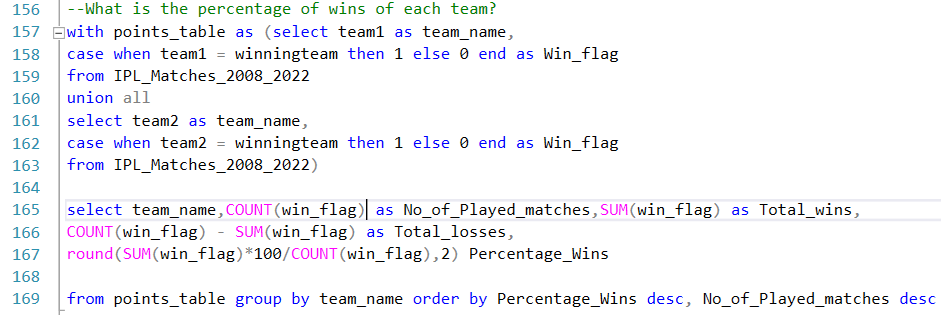 156 --What is the percentage of wins of each team?
157 with points_table as (select team1 as team_name,
158 case when team1 = winningteam then 1 else 0 end as Win_flag
159 from IPL_Matches_2008_2022
160 union all
161 select team2 as team_name,
162 case when team2 = winningteam then 1 else 0 end as Win_flag
163 from IPL_Matches_2008_2022)
164
165 select team_name,COUNT(win_flag) as No_of_Played_matches,SUM(win_flag) as Total_wins,
166 COUNT(win_flag) - SUM(win_flag) as Total_losses,
167 round(SUM(win_flag)*100/COUNT(win_flag),2) Percentage_Wins
168
169 from points_table group by team_name order by Percentage_Wins desc, No_of_Played_matches desc